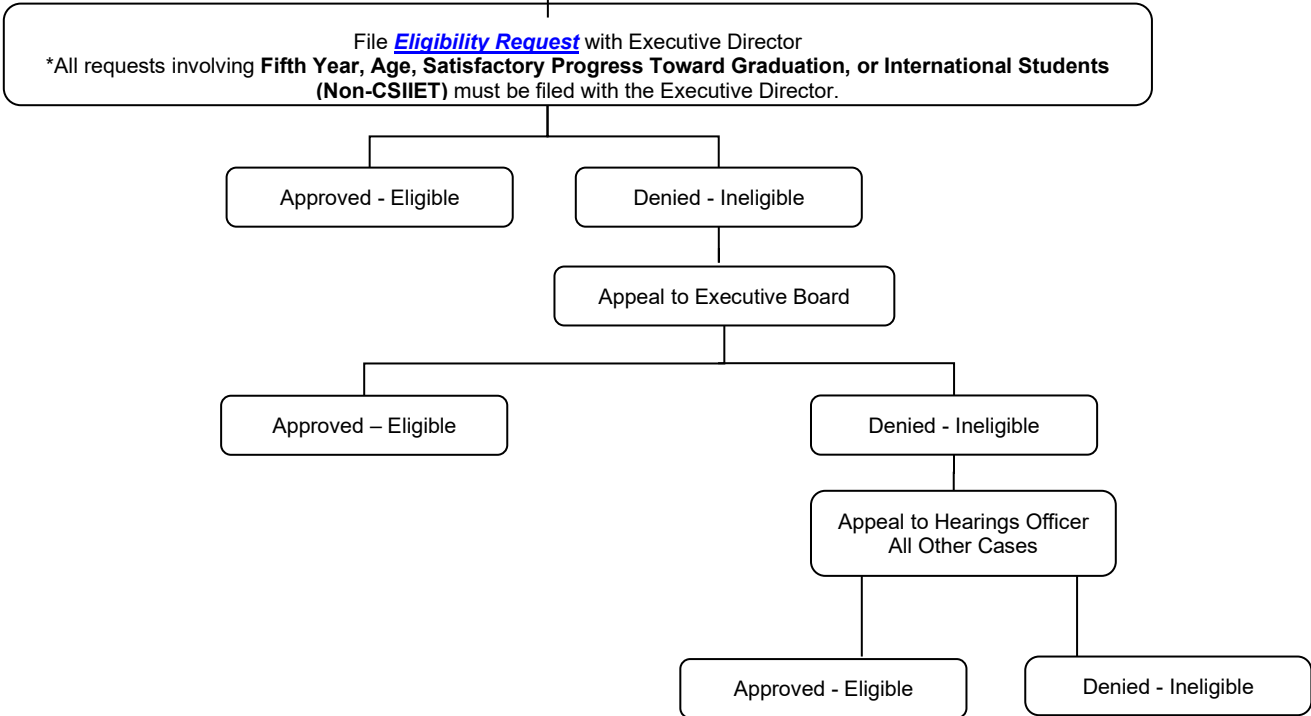 File Eligibility Request with Executive Director
*All requests involving Fifth Year, Age, Satisfactory Progress Toward Graduation, or International Students
(Non-CSIIET) must be filed with the Executive Director.
Approved - Eligible
Denied - Ineligible
Appeal to Executive Board
Approved – Eligible
Denied - Ineligible
Appeal to Hearings Officer
All Other Cases
Approved - Eligible
Denied - Ineligible